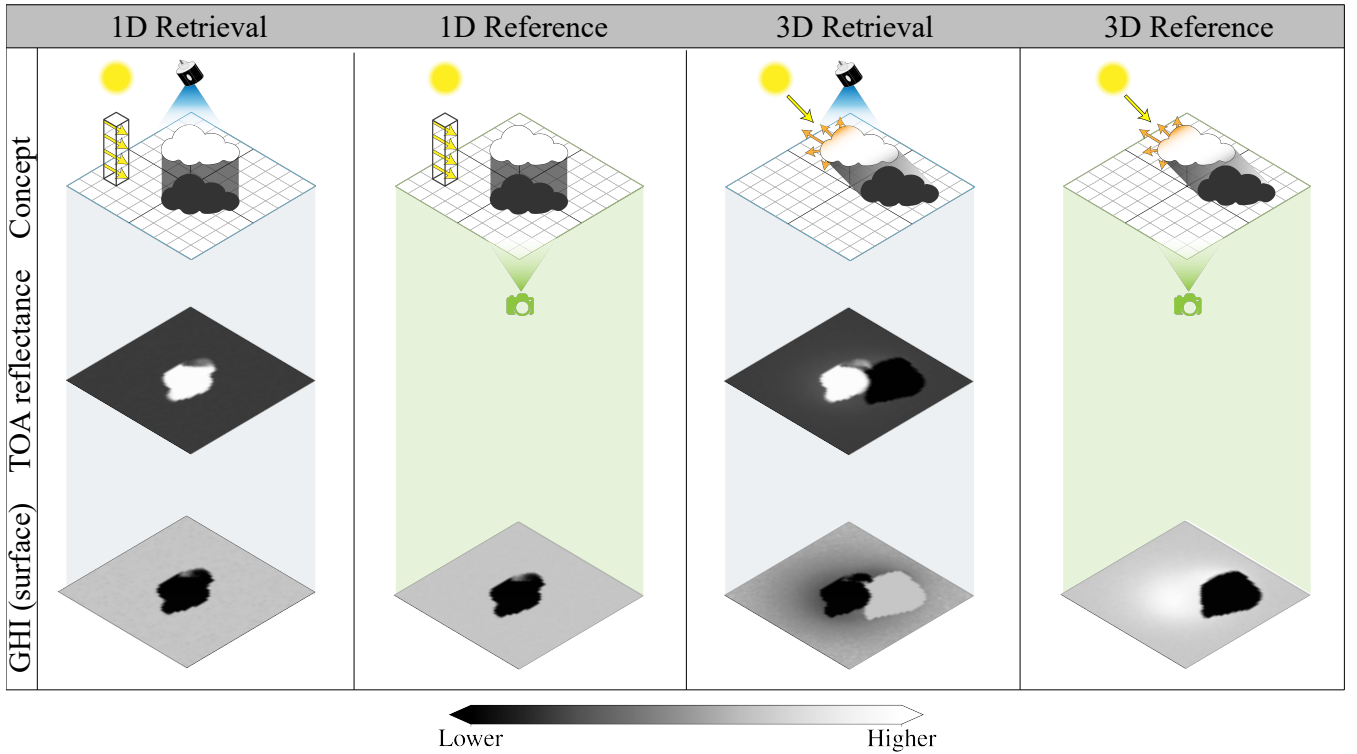 1D Retrieval
1D Reference
3D Retrieval
3D Reference
Concept
TOA reflectance
GHI (surface)
Lower
Higher